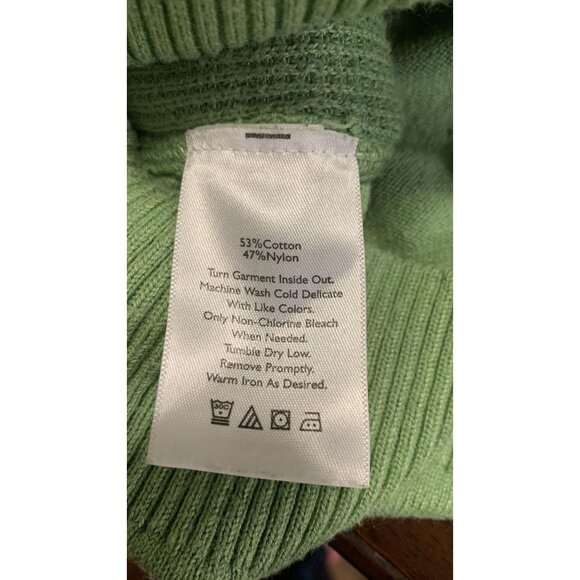 53%Cotton
47%Nylon
Turn Garment Inside Out.
Machine Wash Cold Delicate
With Like Colors.
Only Non-Chlorine Bleach
When Needed.
Tumble Dry Low.
Remove Promptly.
Warm Iron As Desired.